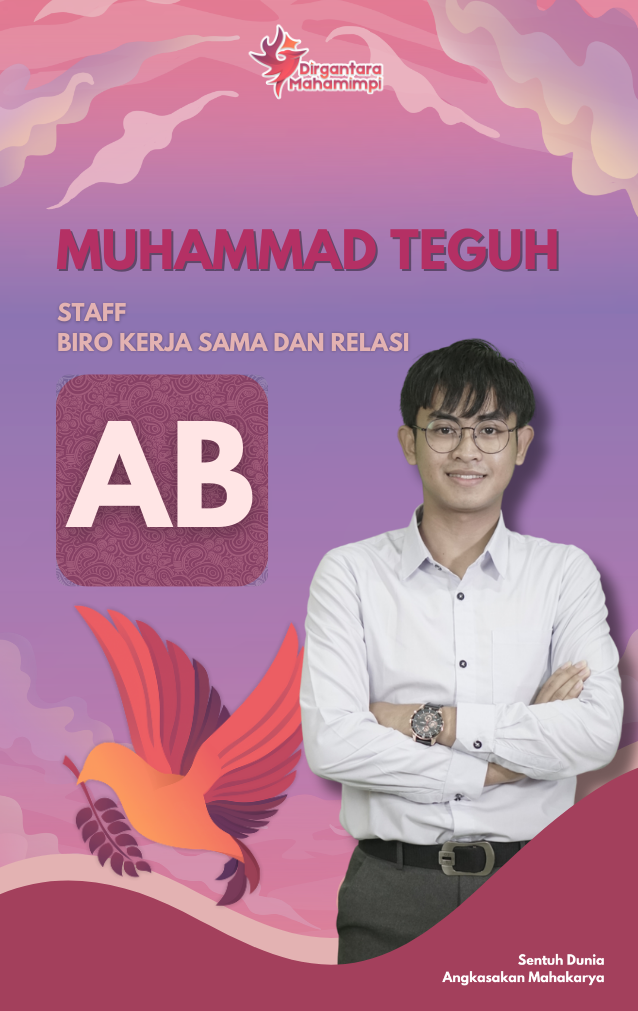 Dirgantara
Mahamimpi
MUHAMMAD TEGUH
STAFF
BIRO KERJA SAMA DAN RELASI
AB
Sentuh Dunia
Angkasakan Mahakarya